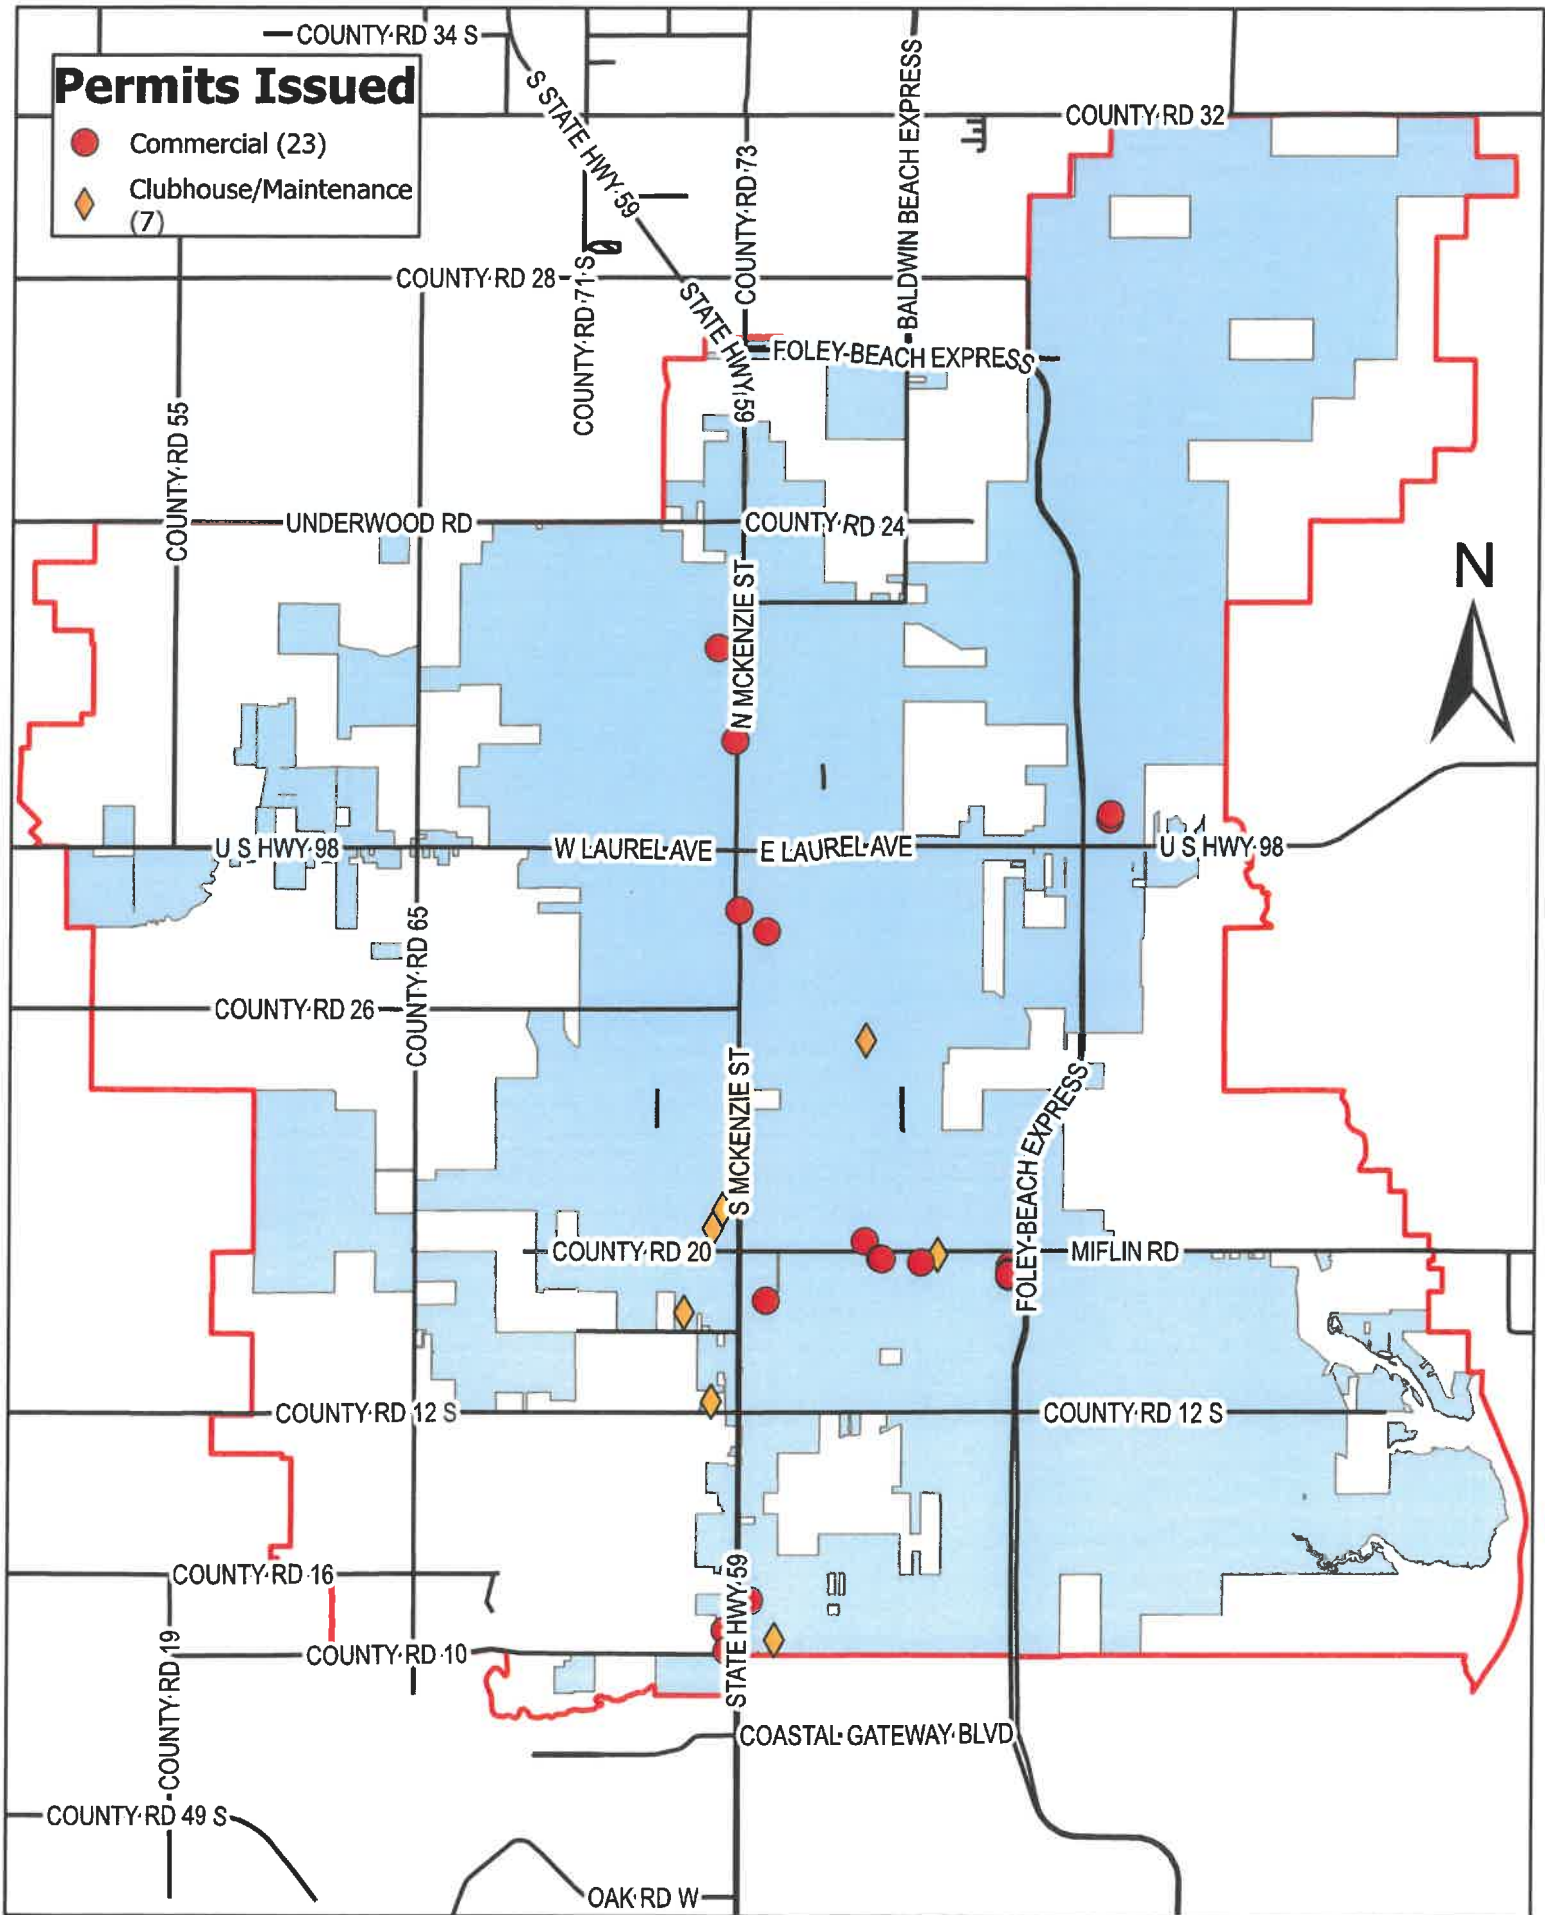 COUNTY RD 34 S
Permits Issued
Commercial (23)
Clubhouse/Maintenance
(7)
S STATE HWY 59
COUNTY RD 73
BALDWIN BEACH EXPRESS
COUNTY RD 32
COUNTY RD 28
COUNTY RD 71 S
STATE HWY 59
FOLEY BEACH EXPRESS
COUNTY RD 55
UNDERWOOD RD
COUNTY RD 24
N
N MCKENZIE ST
U S HWY 98
W LAUREL AVE
E LAUREL AVE
U S HWY 98
COUNTY RD 65
COUNTY RD 26
S MCKENZIE ST
FOLEY BEACH EXPRESS
COUNTY RD 20
MIFLIN RD
COUNTY RD 12 S
COUNTY RD 12 S
COUNTY RD 16
STATE HWY 59
COUNTY RD 10
COUNTY RD 19
COASTAL GATEWAY BLVD
COUNTY RD 49 S
OAK RD W